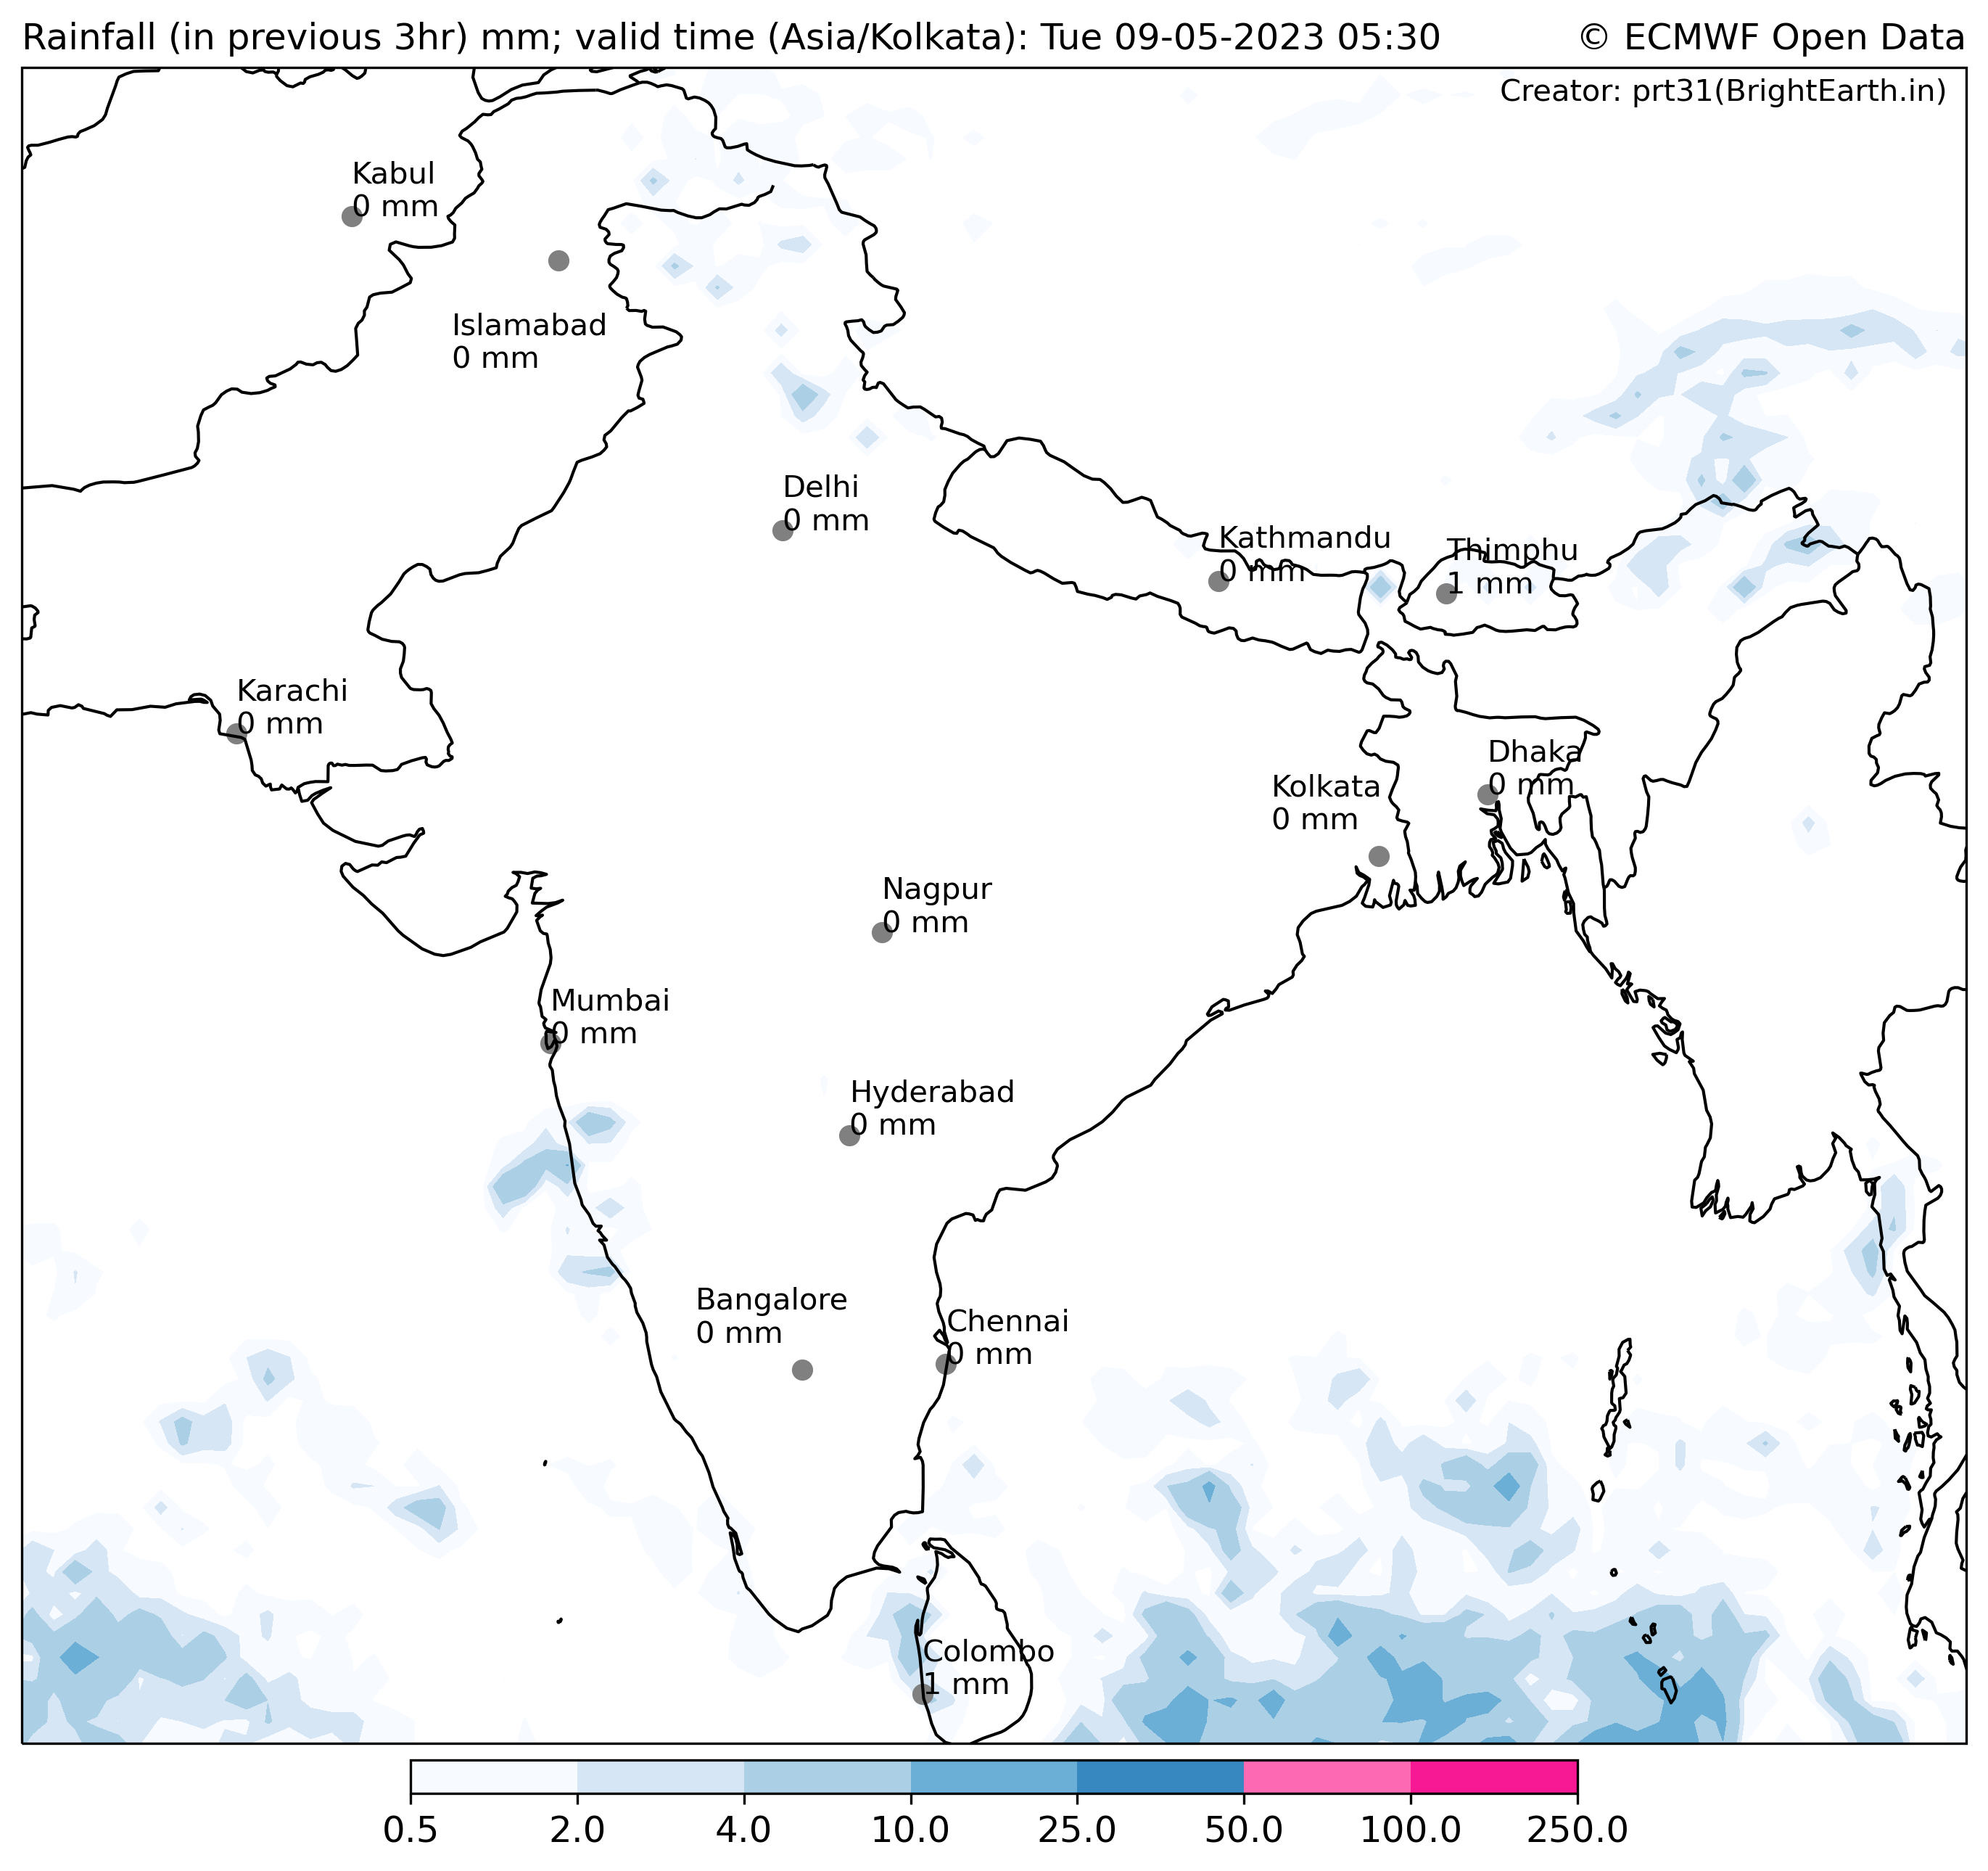 Rainfall (in previous 3hr) mm; valid time (Asia/Kolkata): Tue 09-05-2023 05:30
© ECMWF Open Data
Creator: prt31(BrightEarth.in)
Kabul
0 mm
Islamabad
0 mm
Delhi
0 mm
Kathmandu
0 mm
Thimphu
1 mm
Karachi
0 mm
Dhaka
0 mm
Kolkata
0 mm
Nagpur
0 mm
Mumbai
0 mm
Hyderabad
0 mm
Bangalore
0 mm
Chennai
0 mm
Colombo
1 mm
0.5 2.0 4.0 10.0 25.0 50.0 100.0 250.0